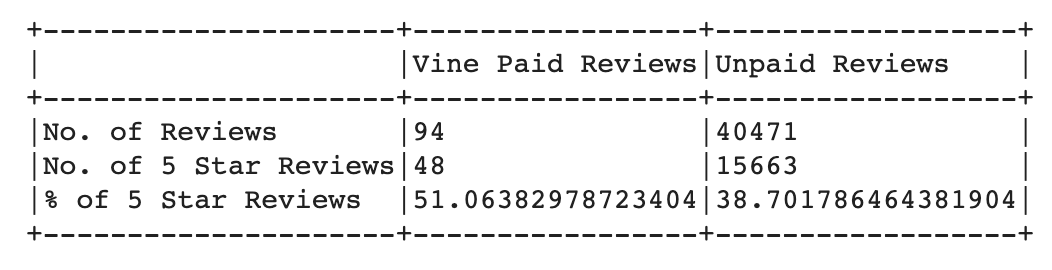 +---------------------+-----------------+------------------+
|                     |Vine Paid Reviews|Unpaid Reviews    |
+---------------------+-----------------+------------------+
|No. of Reviews       |94               |40471             |
|No. of 5 Star Reviews|48               |15663             |
|% of 5 Star Reviews  |51.06382978723404|38.701786464381904|
+---------------------+-----------------+------------------+